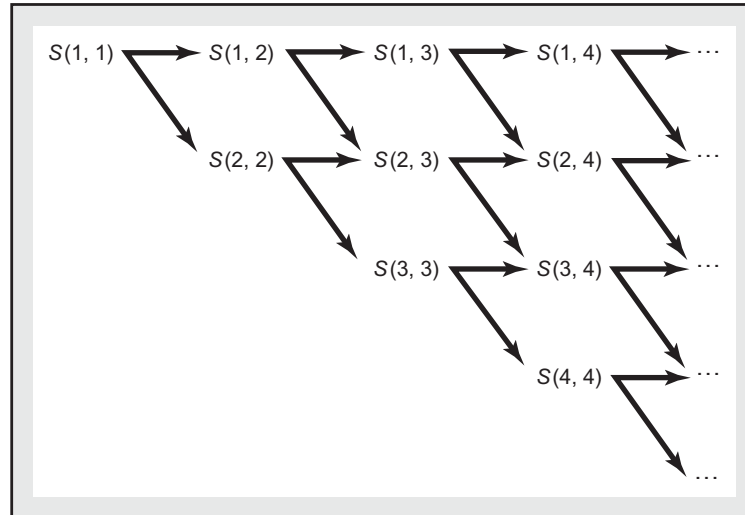 S(1, 1) S(1, 2) S(1, 3) S(1, 4) ...
S(2, 2) S(2, 3) S(2, 4) ...
S(3, 3) S(3, 4) ...
S(4, 4) ...
...